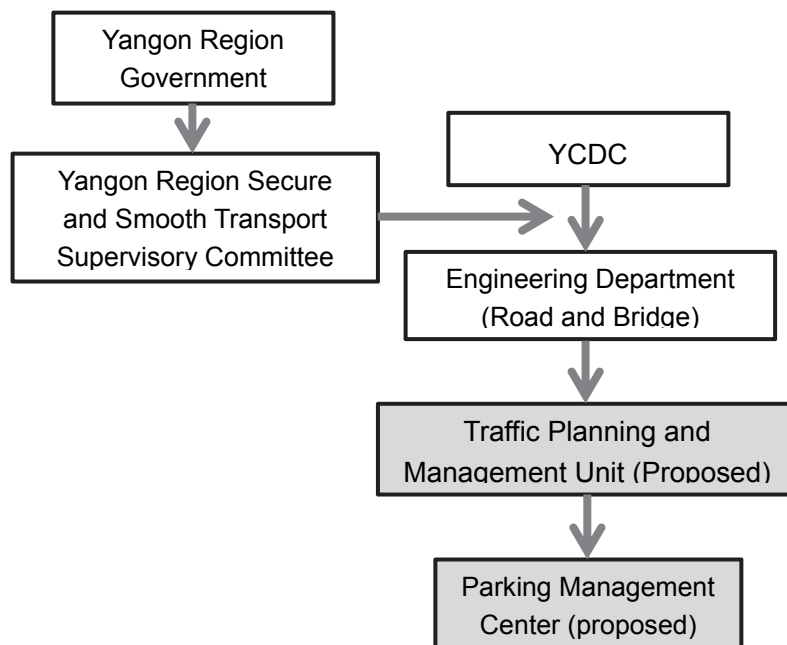 Yangon Region
Government
Yangon Region Secure
and Smooth Transport
Supervisory Committee
YCDC
Engineering Department
(Road and Bridge)
Traffic Planning and
Management Unit (Proposed)
Parking Management
Center (proposed)